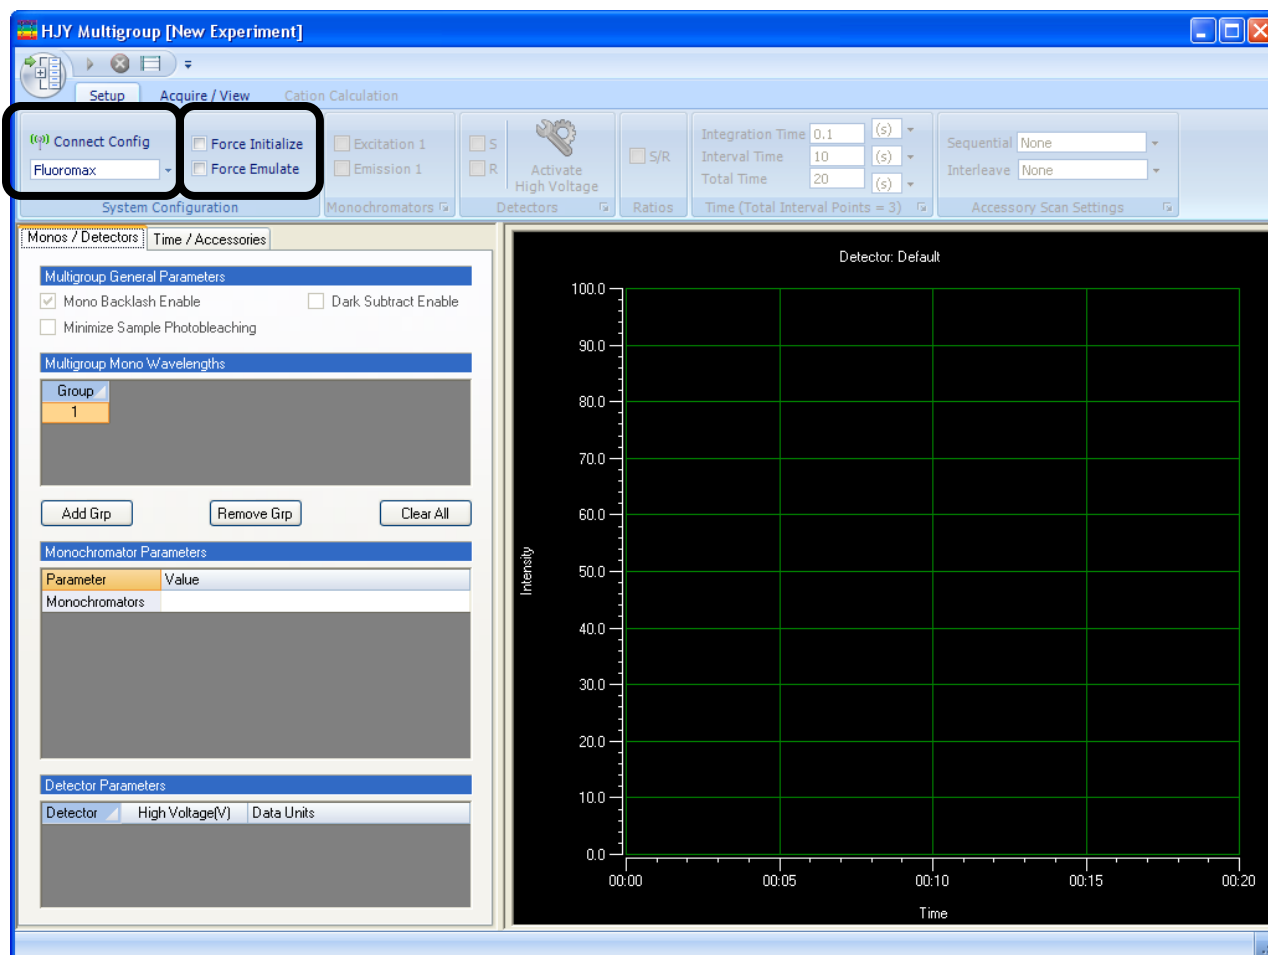 HJY Multigroup [New Experiment]
Setup Acquire / View Cation Calculation
Connect Config
Fluoromax
System Configuration
Force Initialize
Force Emulate
Excitation 1
Emission 1
Monochromators
S
R
Activate
High Voltage
Detectors
S/R
Ratios
Integration Time 0.1 (s)
Interval Time 10 (s)
Total Time 20 (s)
Time (Total Interval Points = 3)
Sequential None
Interleave None
Accessory Scan Settings
Monos / Detectors Time / Accessories
Multigroup General Parameters
Mono Backlash Enable Dark Subtract Enable
Minimize Sample Photobleaching
Multigroup Mono Wavelengths
Group
1
Add Grp Remove Grp Clear All
Monochromator Parameters
Parameter Value
Monochromators
Detector Parameters
Detector High Voltage(V) Data Units
Detector: Default
Intensity
100.0
90.0
80.0
70.0
60.0
50.0
40.0
30.0
20.0
10.0
0.0
00:00 00:05 00:10 00:15 00:20
Time